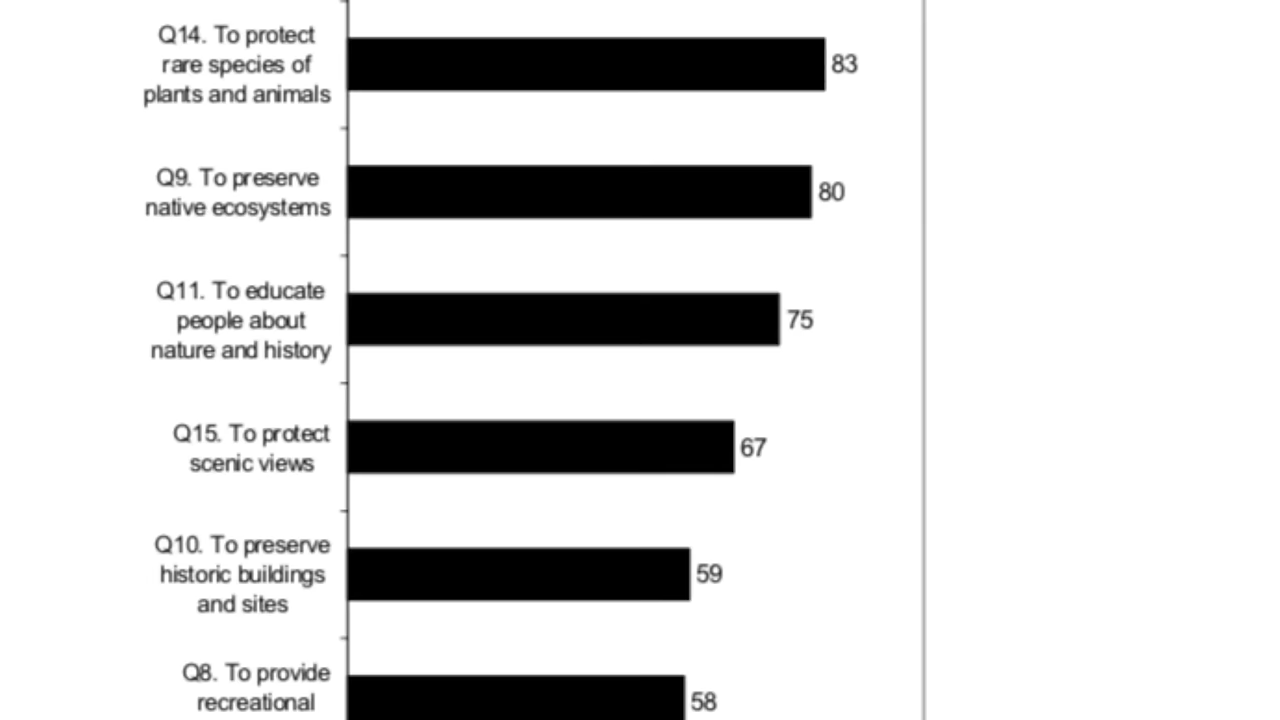 Q14. To protect
rare species of
plants and animals
83
Q9. To preserve
native ecosystems
80
Q11. To educate
people about
nature and history
75
Q15. To protect
scenic views
67
Q10. To preserve
historic buildings
and sites
59
Q8. To provide
recreational
58